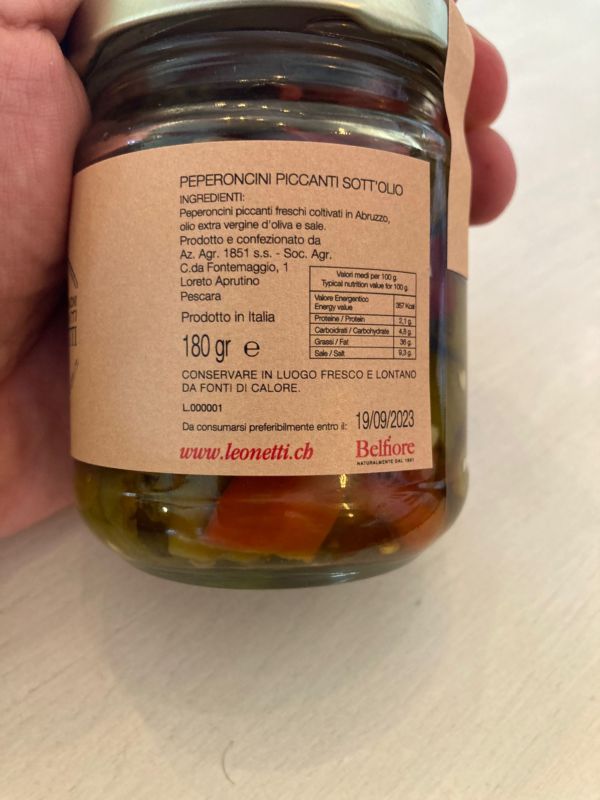 PEPERONCINI PICCANTI SOTT'OLIO
INGREDIENTI:
Peperoncini piccanti freschi coltivati in Abruzzo,
olio extra vergine d'oliva e sale.
Prodotto e confezionato da
Az. Agr. 1851 s.s. - Soc. Agr.
C.da Fontemaggio, 1
Loreto Aprutino
Pescara
Prodotto in Italia
180 gr e
Valori medi per 100 g
Typical nutrition value for 100 g
Valore Energentico
Energy value 357 Kcal
Proteine / Protein 2,1 g
Carboidrati / Carbohydrate 4,8 g
Grassi / Fat 36 g
Sale / Salt 9,3 g
CONSERVARE IN LUOGO FRESCO E LONTANO
DA FONTI DI CALORE.
L.000001
Da consumarsi preferibilmente entro il: 19/09/2023
www.leonetti.ch
Belfiore
NATURALMENTE DAL 1851